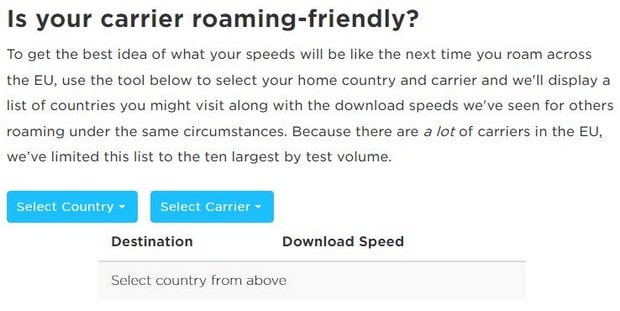 Is your carrier roaming-friendly?
To get the best idea of what your speeds will be like the next time you roam across
the EU, use the tool below to select your home country and carrier and we'll display a
list of countries you might visit along with the download speeds we've seen for others
roaming under the same circumstances. Because there are a lot of carriers in the EU,
we've limited this list to the ten largest by test volume.
Select Country Select Carrier
Destination Download Speed
Select country from above